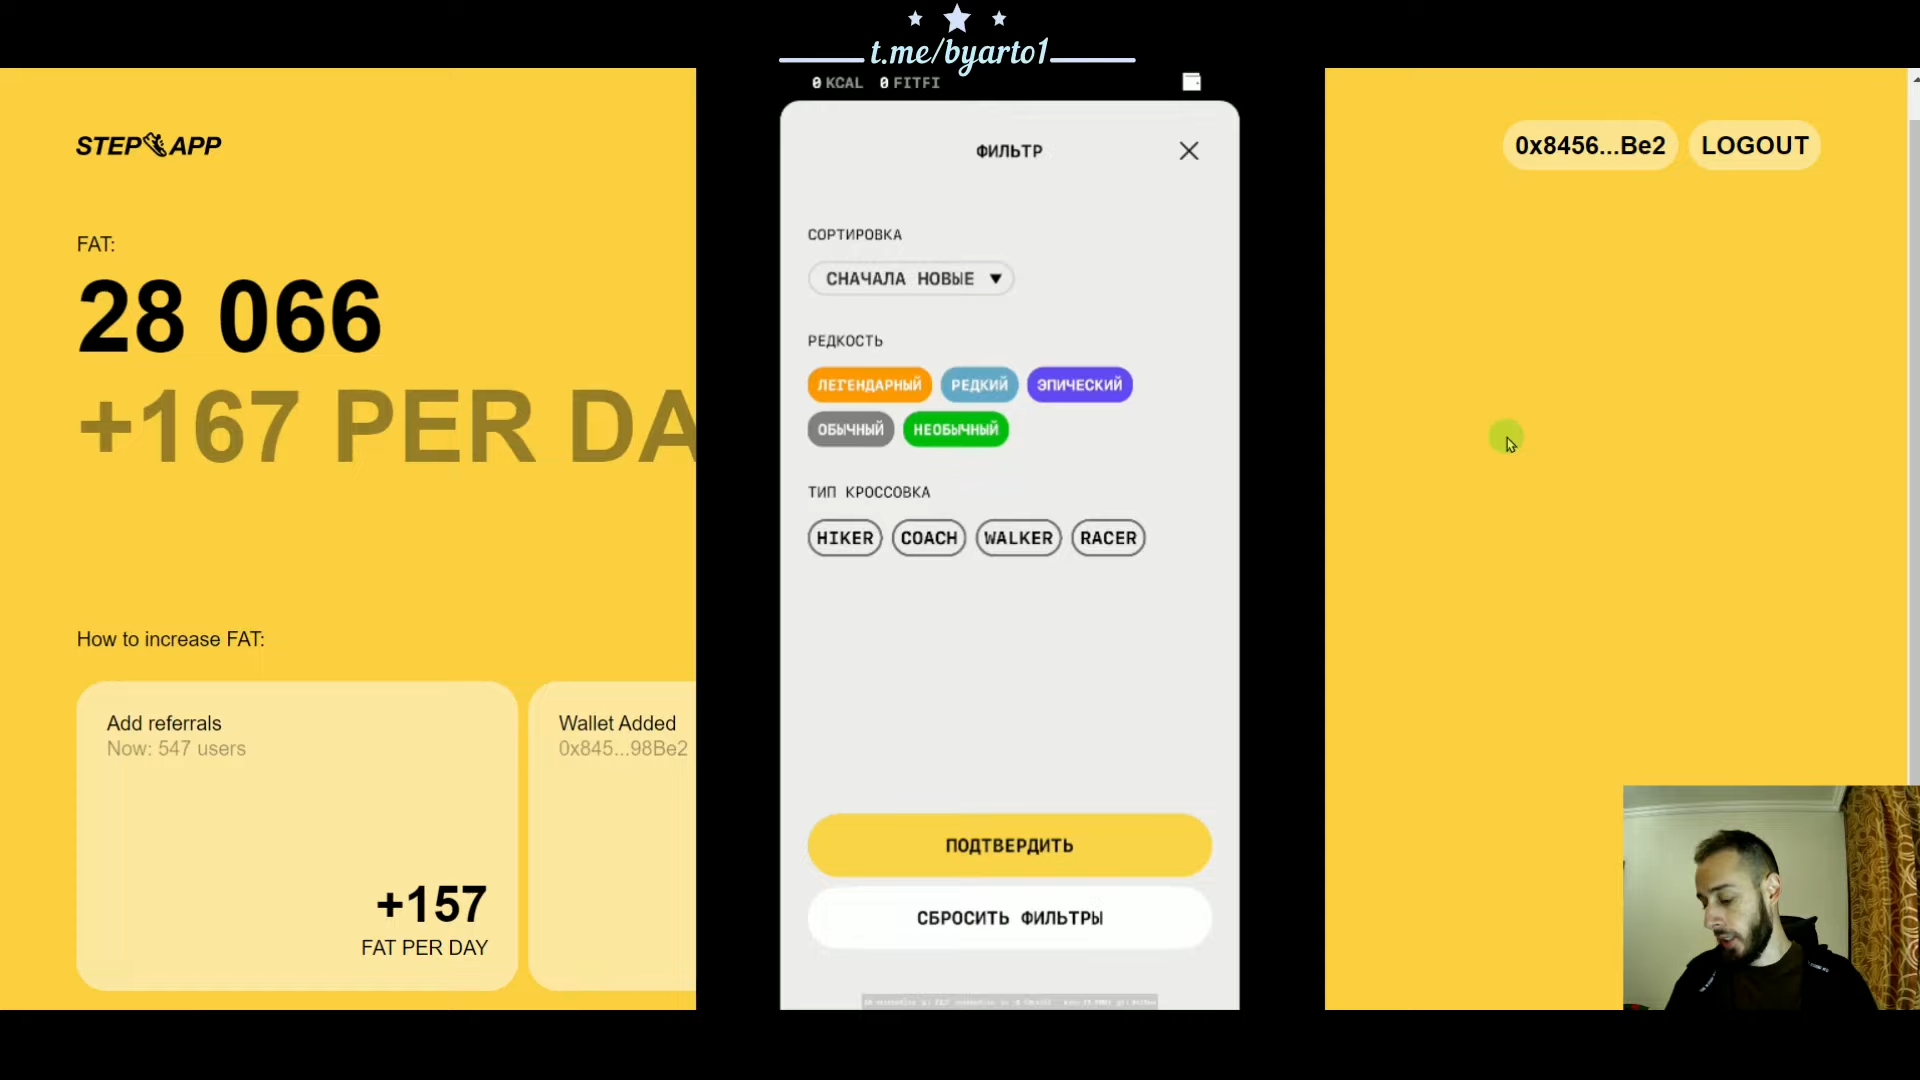 t.me/byarto1
0 KCAL 0 FITFI
STEP APP
0x8456...Be2 LOGOUT
FAT:
28 066
+167 PER DA
How to increase FAT:
Add referrals
Now: 547 users
+157
FAT PER DAY
Wallet Added
0x845...98Be2
ФИЛЬТР
СОРТИРОВКА
СНАЧАЛА НОВЫЕ
РЕДКОСТЬ
ЛЕГЕНДАРНЫЙ РЕДКИЙ ЭПИЧЕСКИЙ
ОБЫЧНЫЙ НЕОБЫЧНЫЙ
ТИП КРОССОВКА
HIKER COACH WALKER RACER
ПОДТВЕРДИТЬ
СБРОСИТЬ ФИЛЬТРЫ